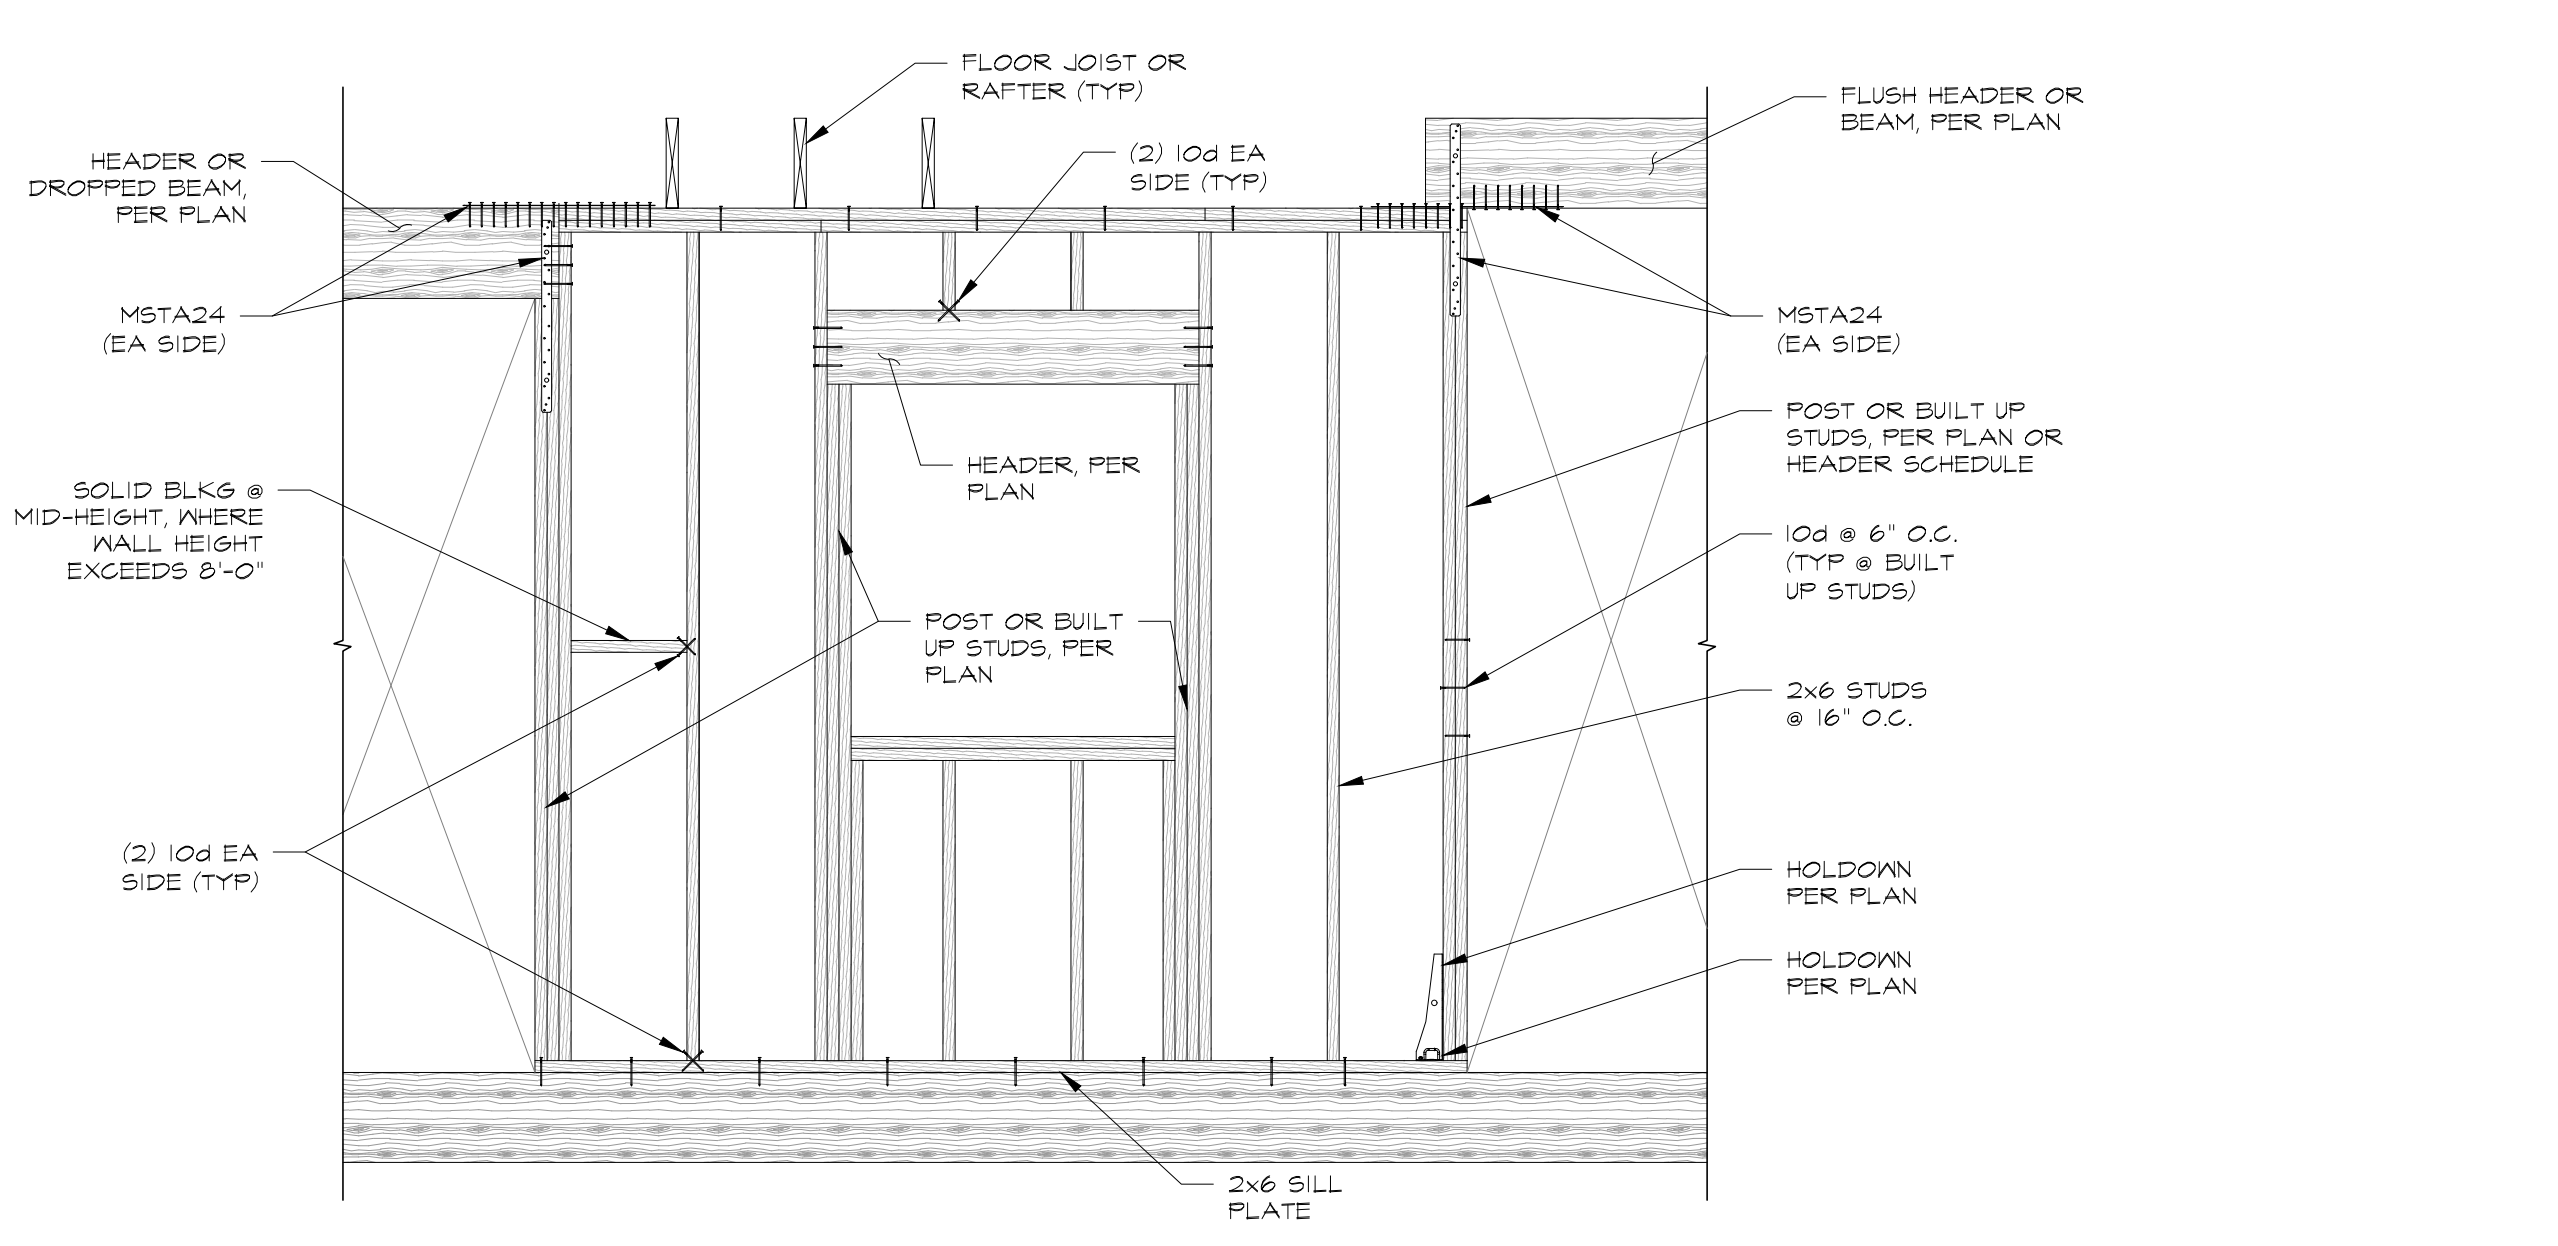 FLOOR JOIST OR
RAFTER (TYP)
FLUSH HEADER OR
BEAM, PER PLAN
HEADER OR
DROPPED BEAM,
PER PLAN
(2) 10d EA
SIDE (TYP)
MSTA24
(EA SIDE)
MSTA24
(EA SIDE)
POST OR BUILT UP
STUDS, PER PLAN OR
HEADER SCHEDULE
HEADER, PER
PLAN
SOLID BLKG @
MID-HEIGHT, WHERE
WALL HEIGHT
EXCEEDS 8'-0"
10d @ 6" O.C.
(TYP @ BUILT
UP STUDS)
POST OR BUILT
UP STUDS, PER
PLAN
2x6 STUDS
@ 16" O.C.
(2) 10d EA
SIDE (TYP)
HOLDOWN
PER PLAN
HOLDOWN
PER PLAN
2x6 SILL
PLATE